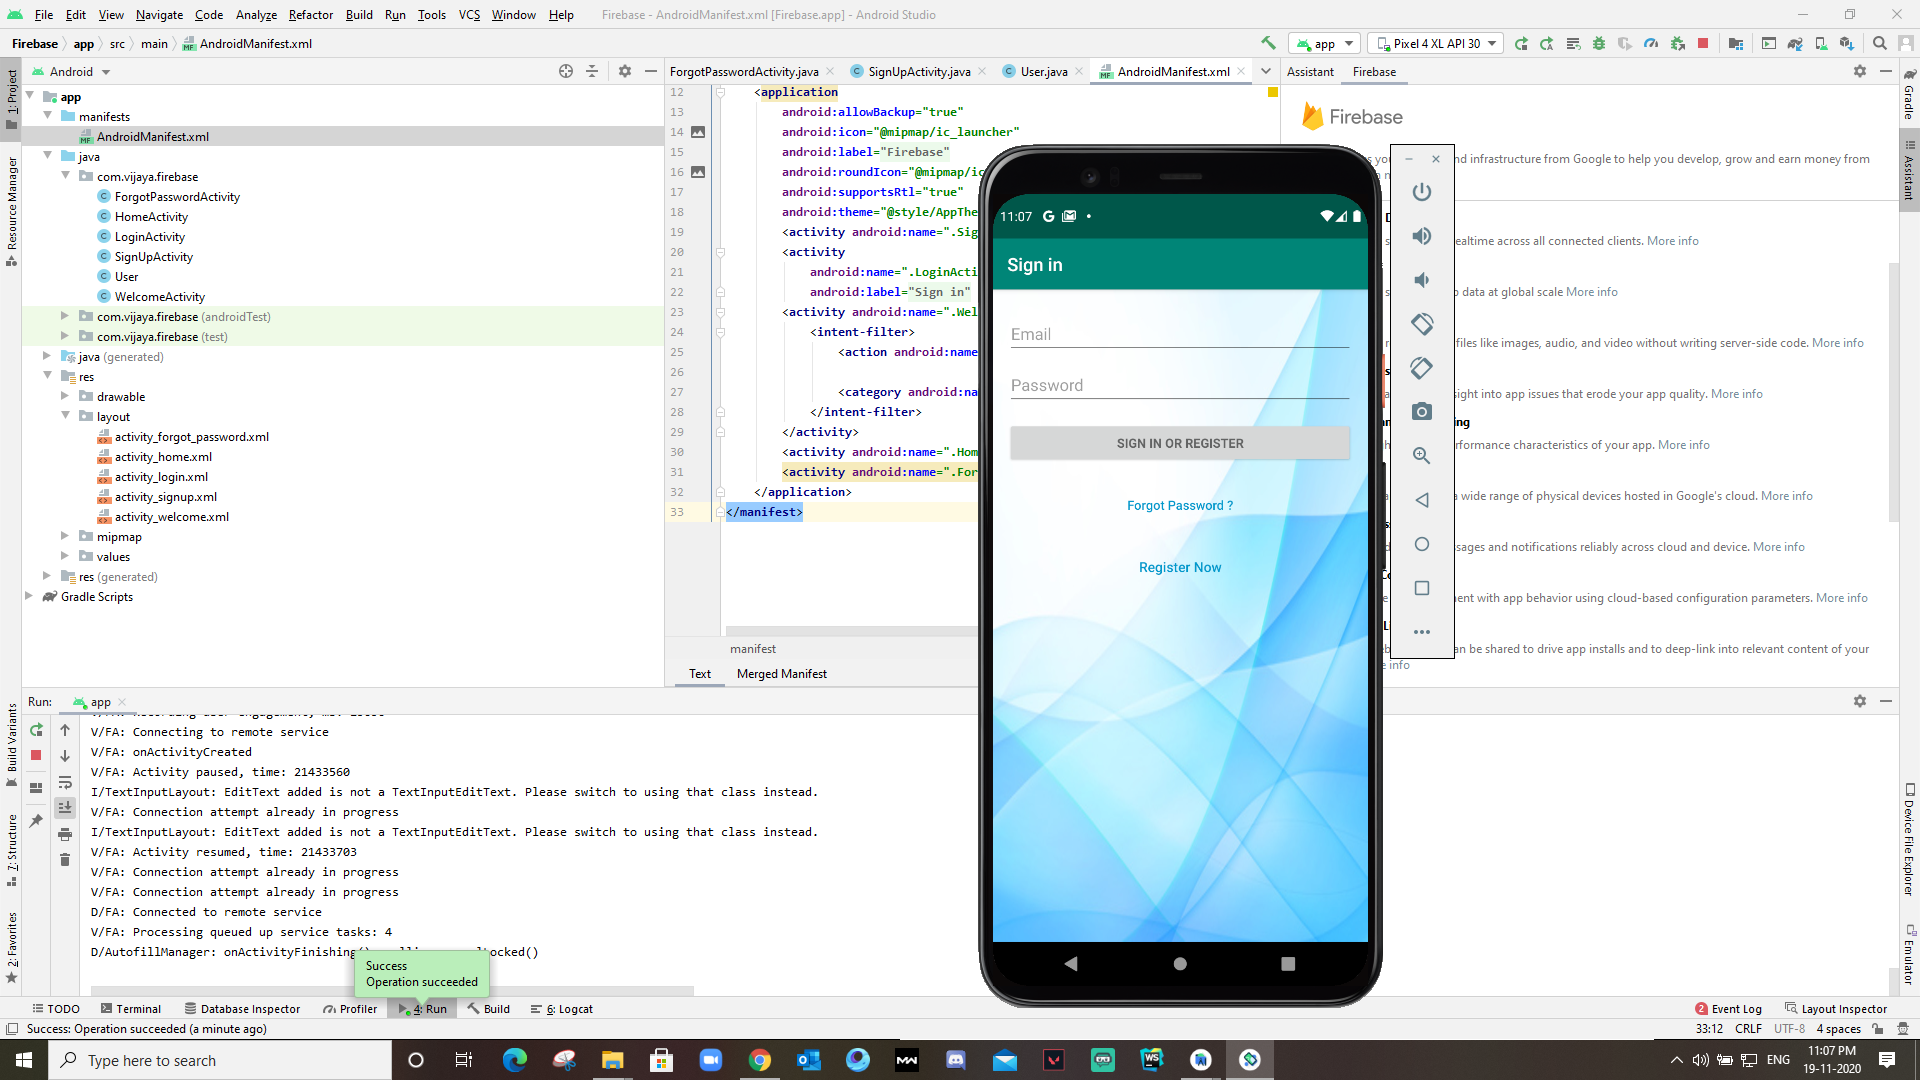 File Edit View Navigate Code Analyze Refactor Build Run Tools VCS Window Help Firebase - AndroidManifest.xml [Firebase.app] - Android Studio
Firebase app src main AndroidManifest.xml app Pixel 4 XL API 30
1: Project
Resource Manager
Build Variants
7: Structure
2: Favorites
Android
app
manifests
AndroidManifest.xml
java
com.vijaya.firebase
ForgotPasswordActivity
HomeActivity
LoginActivity
SignUpActivity
User
WelcomeActivity
com.vijaya.firebase (androidTest)
com.vijaya.firebase (test)
java (generated)
res
drawable
layout
activity_forgot_password.xml
activity_home.xml
activity_login.xml
activity_signup.xml
activity_welcome.xml
mipmap
values
res (generated)
Gradle Scripts
ForgotPasswordActivity.java SignUpActivity.java User.java AndroidManifest.xml
12 <application
13 android:allowBackup="true"
14 android:icon="@mipmap/ic_launcher"
15 android:label="Firebase"
16 android:roundIcon="@mipmap/ic
17 android:supportsRtl="true"
18 android:theme="@style/AppThe
19 <activity android:name=".Sig
20 <activity
21 android:name=".LoginActi
22 android:label="Sign in"
23 <activity android:name=".Wel
24 <intent-filter>
25 <action android:name
26
27 <category android:na
28 </intent-filter>
29 </activity>
30 <activity android:name=".Hom
31 <activity android:name=".For
32 </application>
33 </manifest>
manifest
Text Merged Manifest
11:07
Sign in
Email
Password
SIGN IN OR REGISTER
Forgot Password ?
Register Now
Assistant Firebase
Firebase
nd infrastructure from Google to help you develop, grow and earn money from
ealtime across all connected clients. More info
data at global scale More info
files like images, audio, and video without writing server-side code. More info
sight into app issues that erode your app quality. More info
ing
rformance characteristics of your app. More info
a wide range of physical devices hosted in Google's cloud. More info
sages and notifications reliably across cloud and device. More info
nent with app behavior using cloud-based configuration parameters. More info
an be shared to drive app installs and to deep-link into relevant content of your
e info
Gradle
Assistant
Device File Explorer
Emulator
Run: app
V/FA: Connecting to remote service
V/FA: onActivityCreated
V/FA: Activity paused, time: 21433560
I/TextInputLayout: EditText added is not a TextInputEditText. Please switch to using that class instead.
V/FA: Connection attempt already in progress
I/TextInputLayout: EditText added is not a TextInputEditText. Please switch to using that class instead.
V/FA: Activity resumed, time: 21433703
V/FA: Connection attempt already in progress
V/FA: Connection attempt already in progress
D/FA: Connected to remote service
V/FA: Processing queued up service tasks: 4
D/AutofillManager: onActivityFinishing() ocked()
Success
Operation succeeded
TODO Terminal Database Inspector Profiler 4: Run Build 6: Logcat 2 Event Log Layout Inspector
Success: Operation succeeded (a minute ago) 33:12 CRLF UTF-8 4 spaces
Type here to search
ENG 11:07 PM
19-11-2020